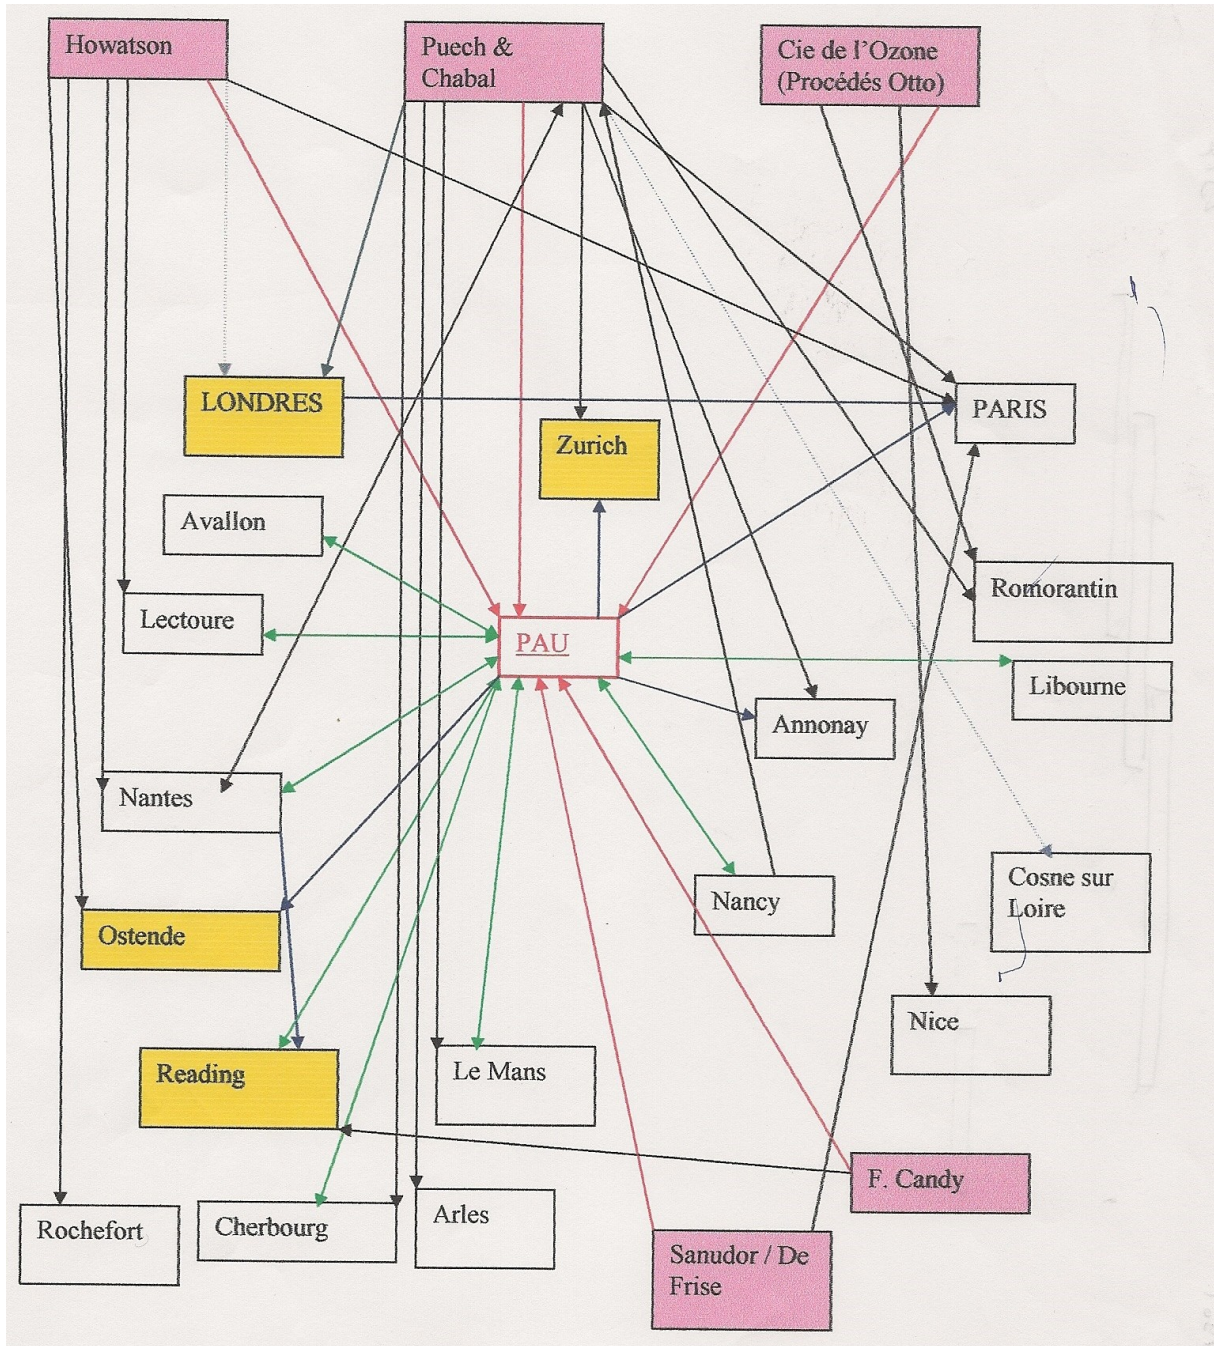 Howatson
Puech &
Chabal
Cie de l'Ozone
(Procédés Otto)
LONDRES
Zurich
PARIS
Avallon
Romorantin
Lectoure
PAU
Libourne
Annonay
Nantes
Nancy
Cosne sur
Loire
Ostende
Nice
Reading
Le Mans
F. Candy
Rochefort
Cherbourg
Arles
Sanudor / De
Frise